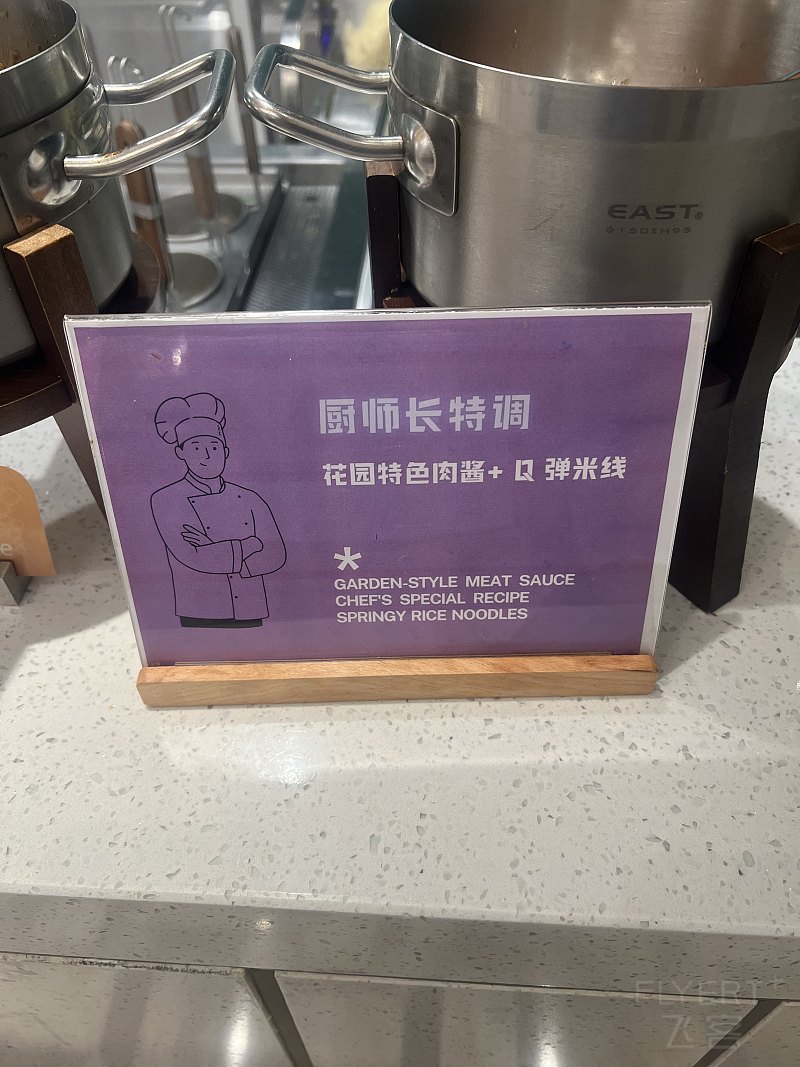 EAST®
Φ160XH95
厨师长特调
花园特色肉酱+ Q 弹米线
*
GARDEN-STYLE MEAT SAUCE
CHEF'S SPECIAL RECIPE
SPRINGY RICE NOODLES
e
FLYERT
飞客